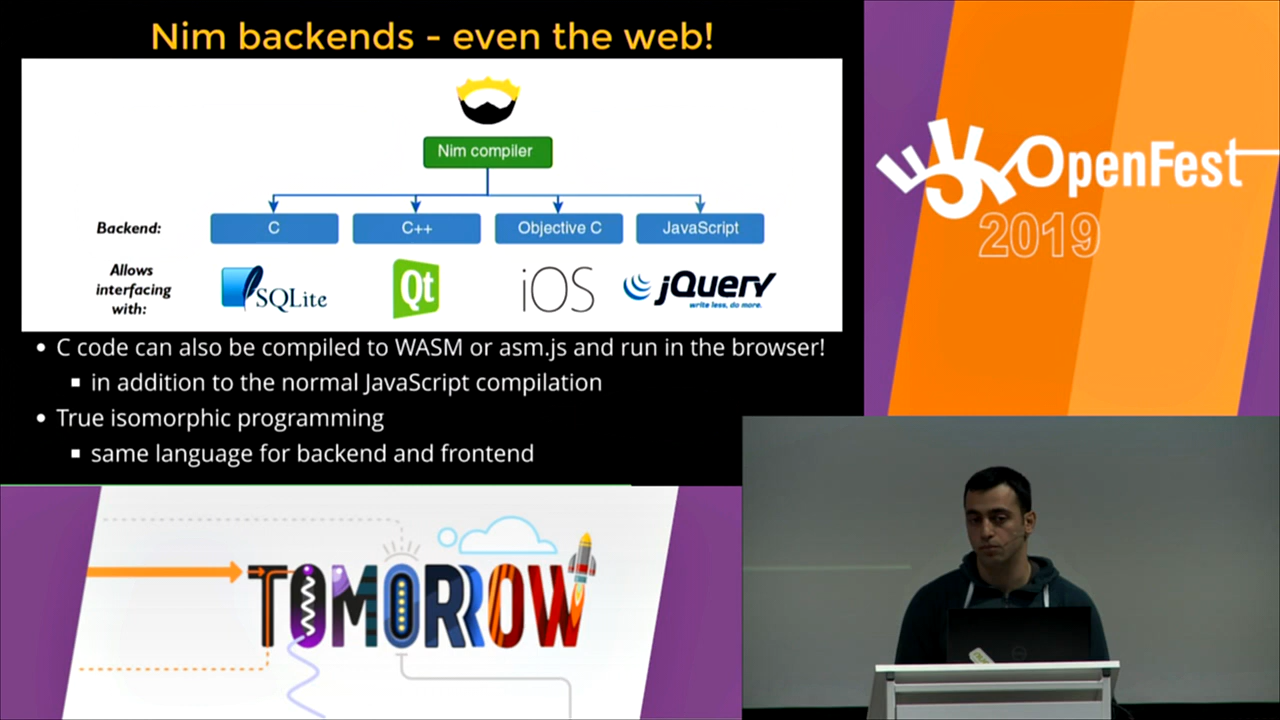 Nim backends - even the web!
Nim compiler
Backend:
C
C++
Objective C
JavaScript
Allows
interfacing
with:
SQLite
Qt
iOS
jQuery
write less, do more.
• C code can also be compiled to WASM or asm.js and run in the browser!
▪ in addition to the normal JavaScript compilation
• True isomorphic programming
▪ same language for backend and frontend
OpenFest
2019
TOMORROW